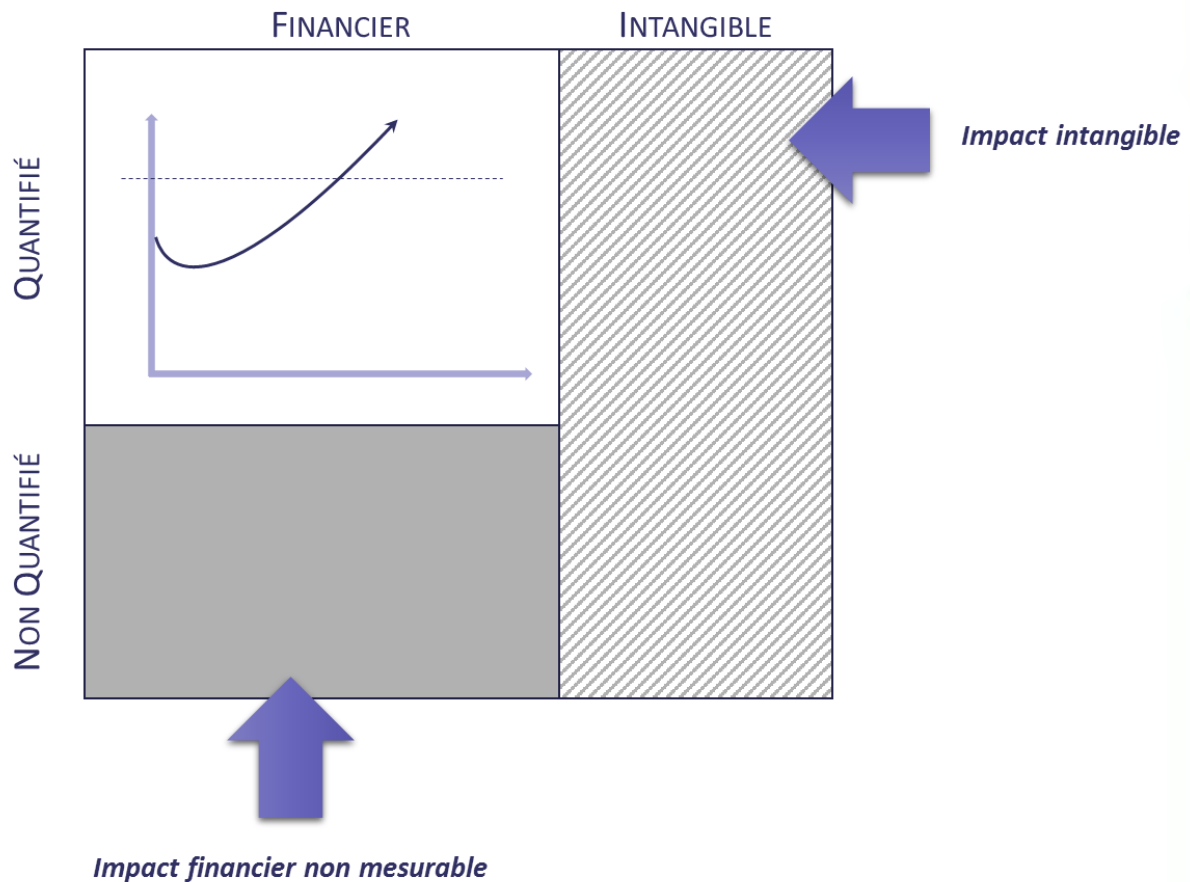 FINANCIER
INTANGIBLE
QUANTIFIÉ
Impact intangible
NON QUANTIFIÉ
Impact financier non mesurable